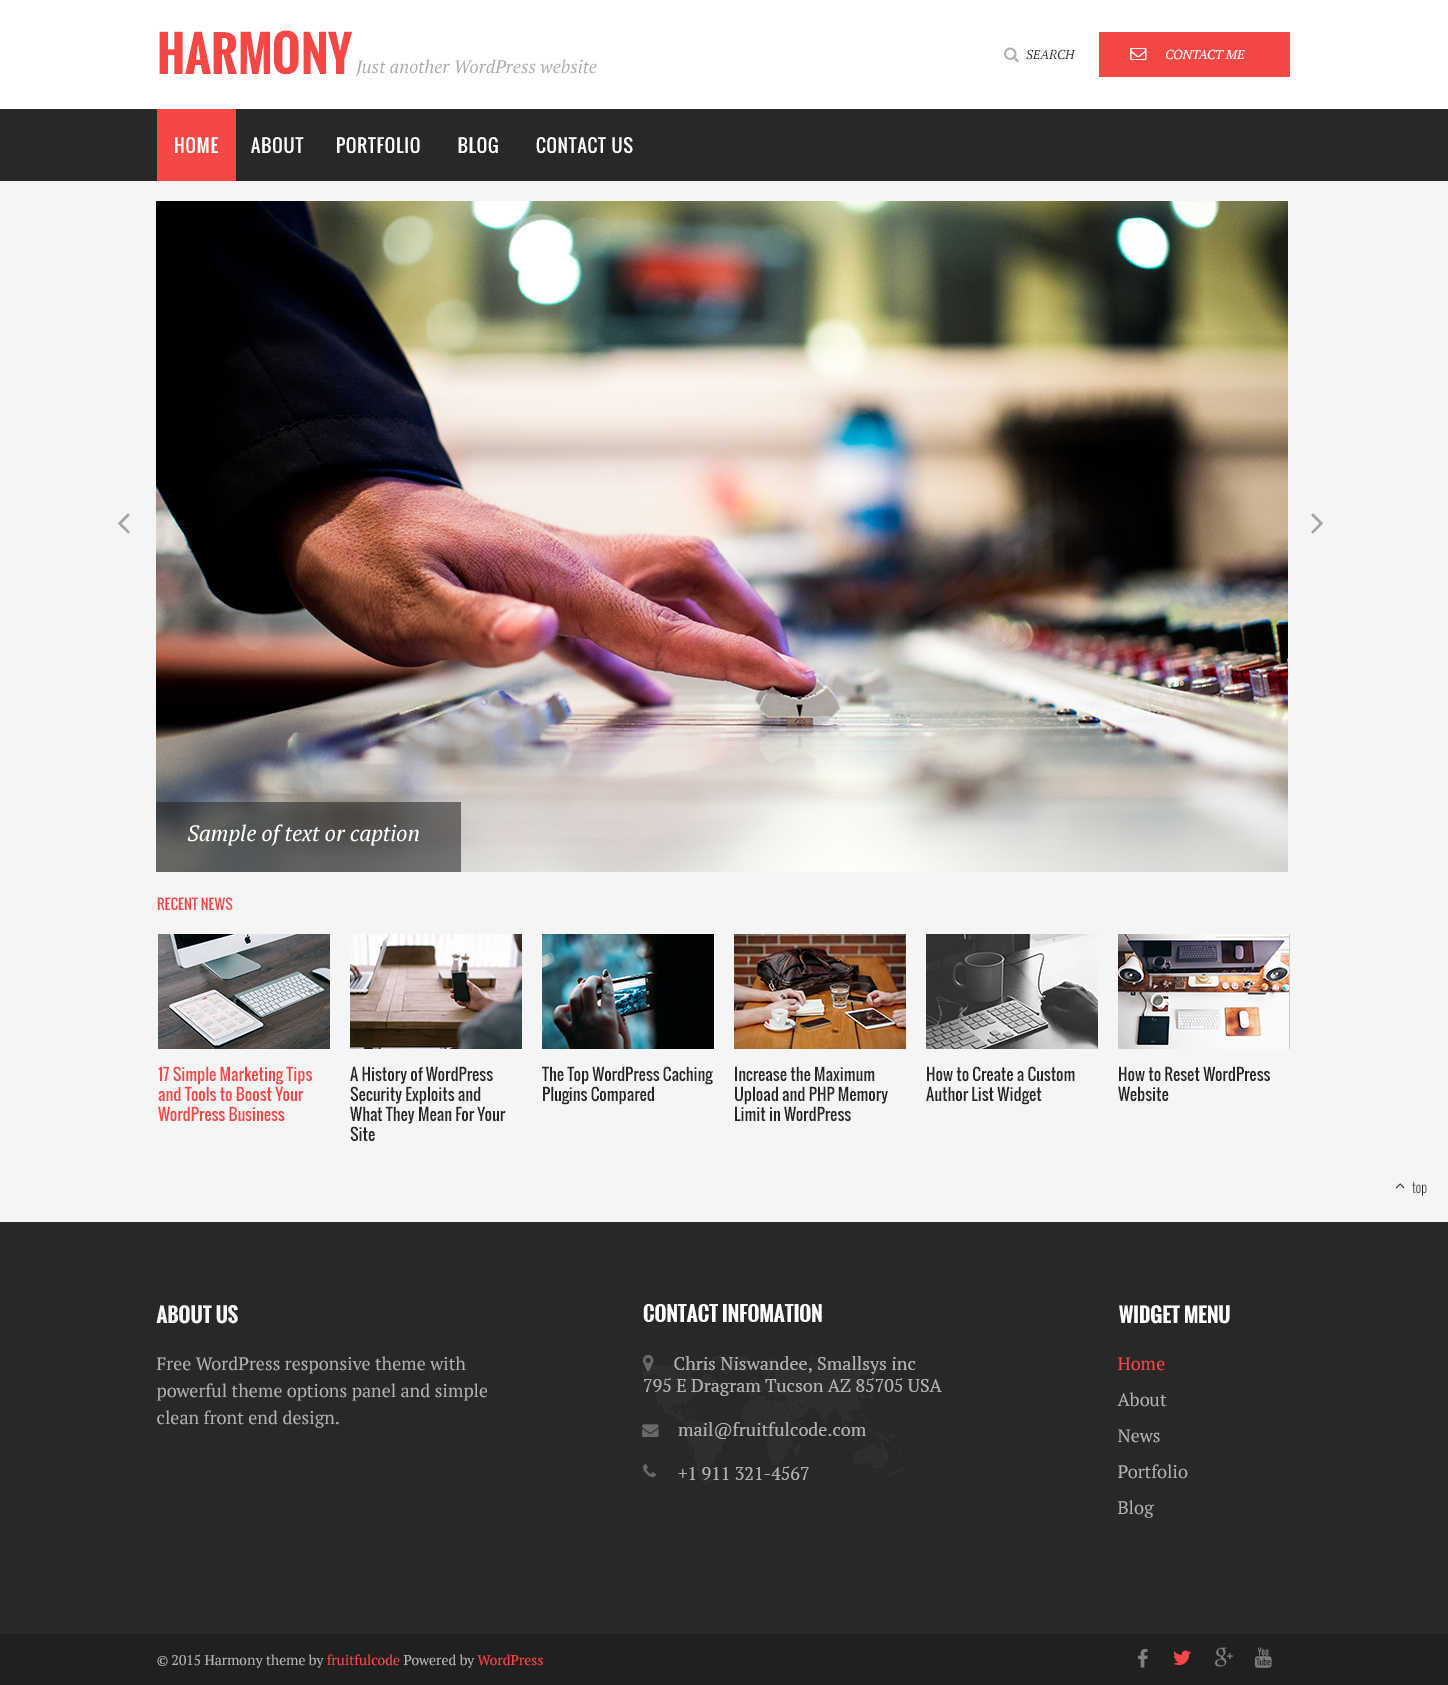 HARMONY Just another WordPress website
SEARCH
CONTACT ME
HOME ABOUT PORTFOLIO BLOG CONTACT US
Sample of text or caption
RECENT NEWS
17 Simple Marketing Tips
and Tools to Boost Your
WordPress Business
A History of WordPress
Security Exploits and
What They Mean For Your
Site
The Top WordPress Caching
Plugins Compared
Increase the Maximum
Upload and PHP Memory
Limit in WordPress
How to Create a Custom
Author List Widget
How to Reset WordPress
Website
top
ABOUT US
Free WordPress responsive theme with
powerful theme options panel and simple
clean front end design.
CONTACT INFOMATION
Chris Niswandee, Smallsys inc
795 E Dragram Tucson AZ 85705 USA
mail@fruitfulcode.com
+1 911 321-4567
WIDGET MENU
Home
About
News
Portfolio
Blog
© 2015 Harmony theme by fruitfulcode Powered by WordPress
You
Tube